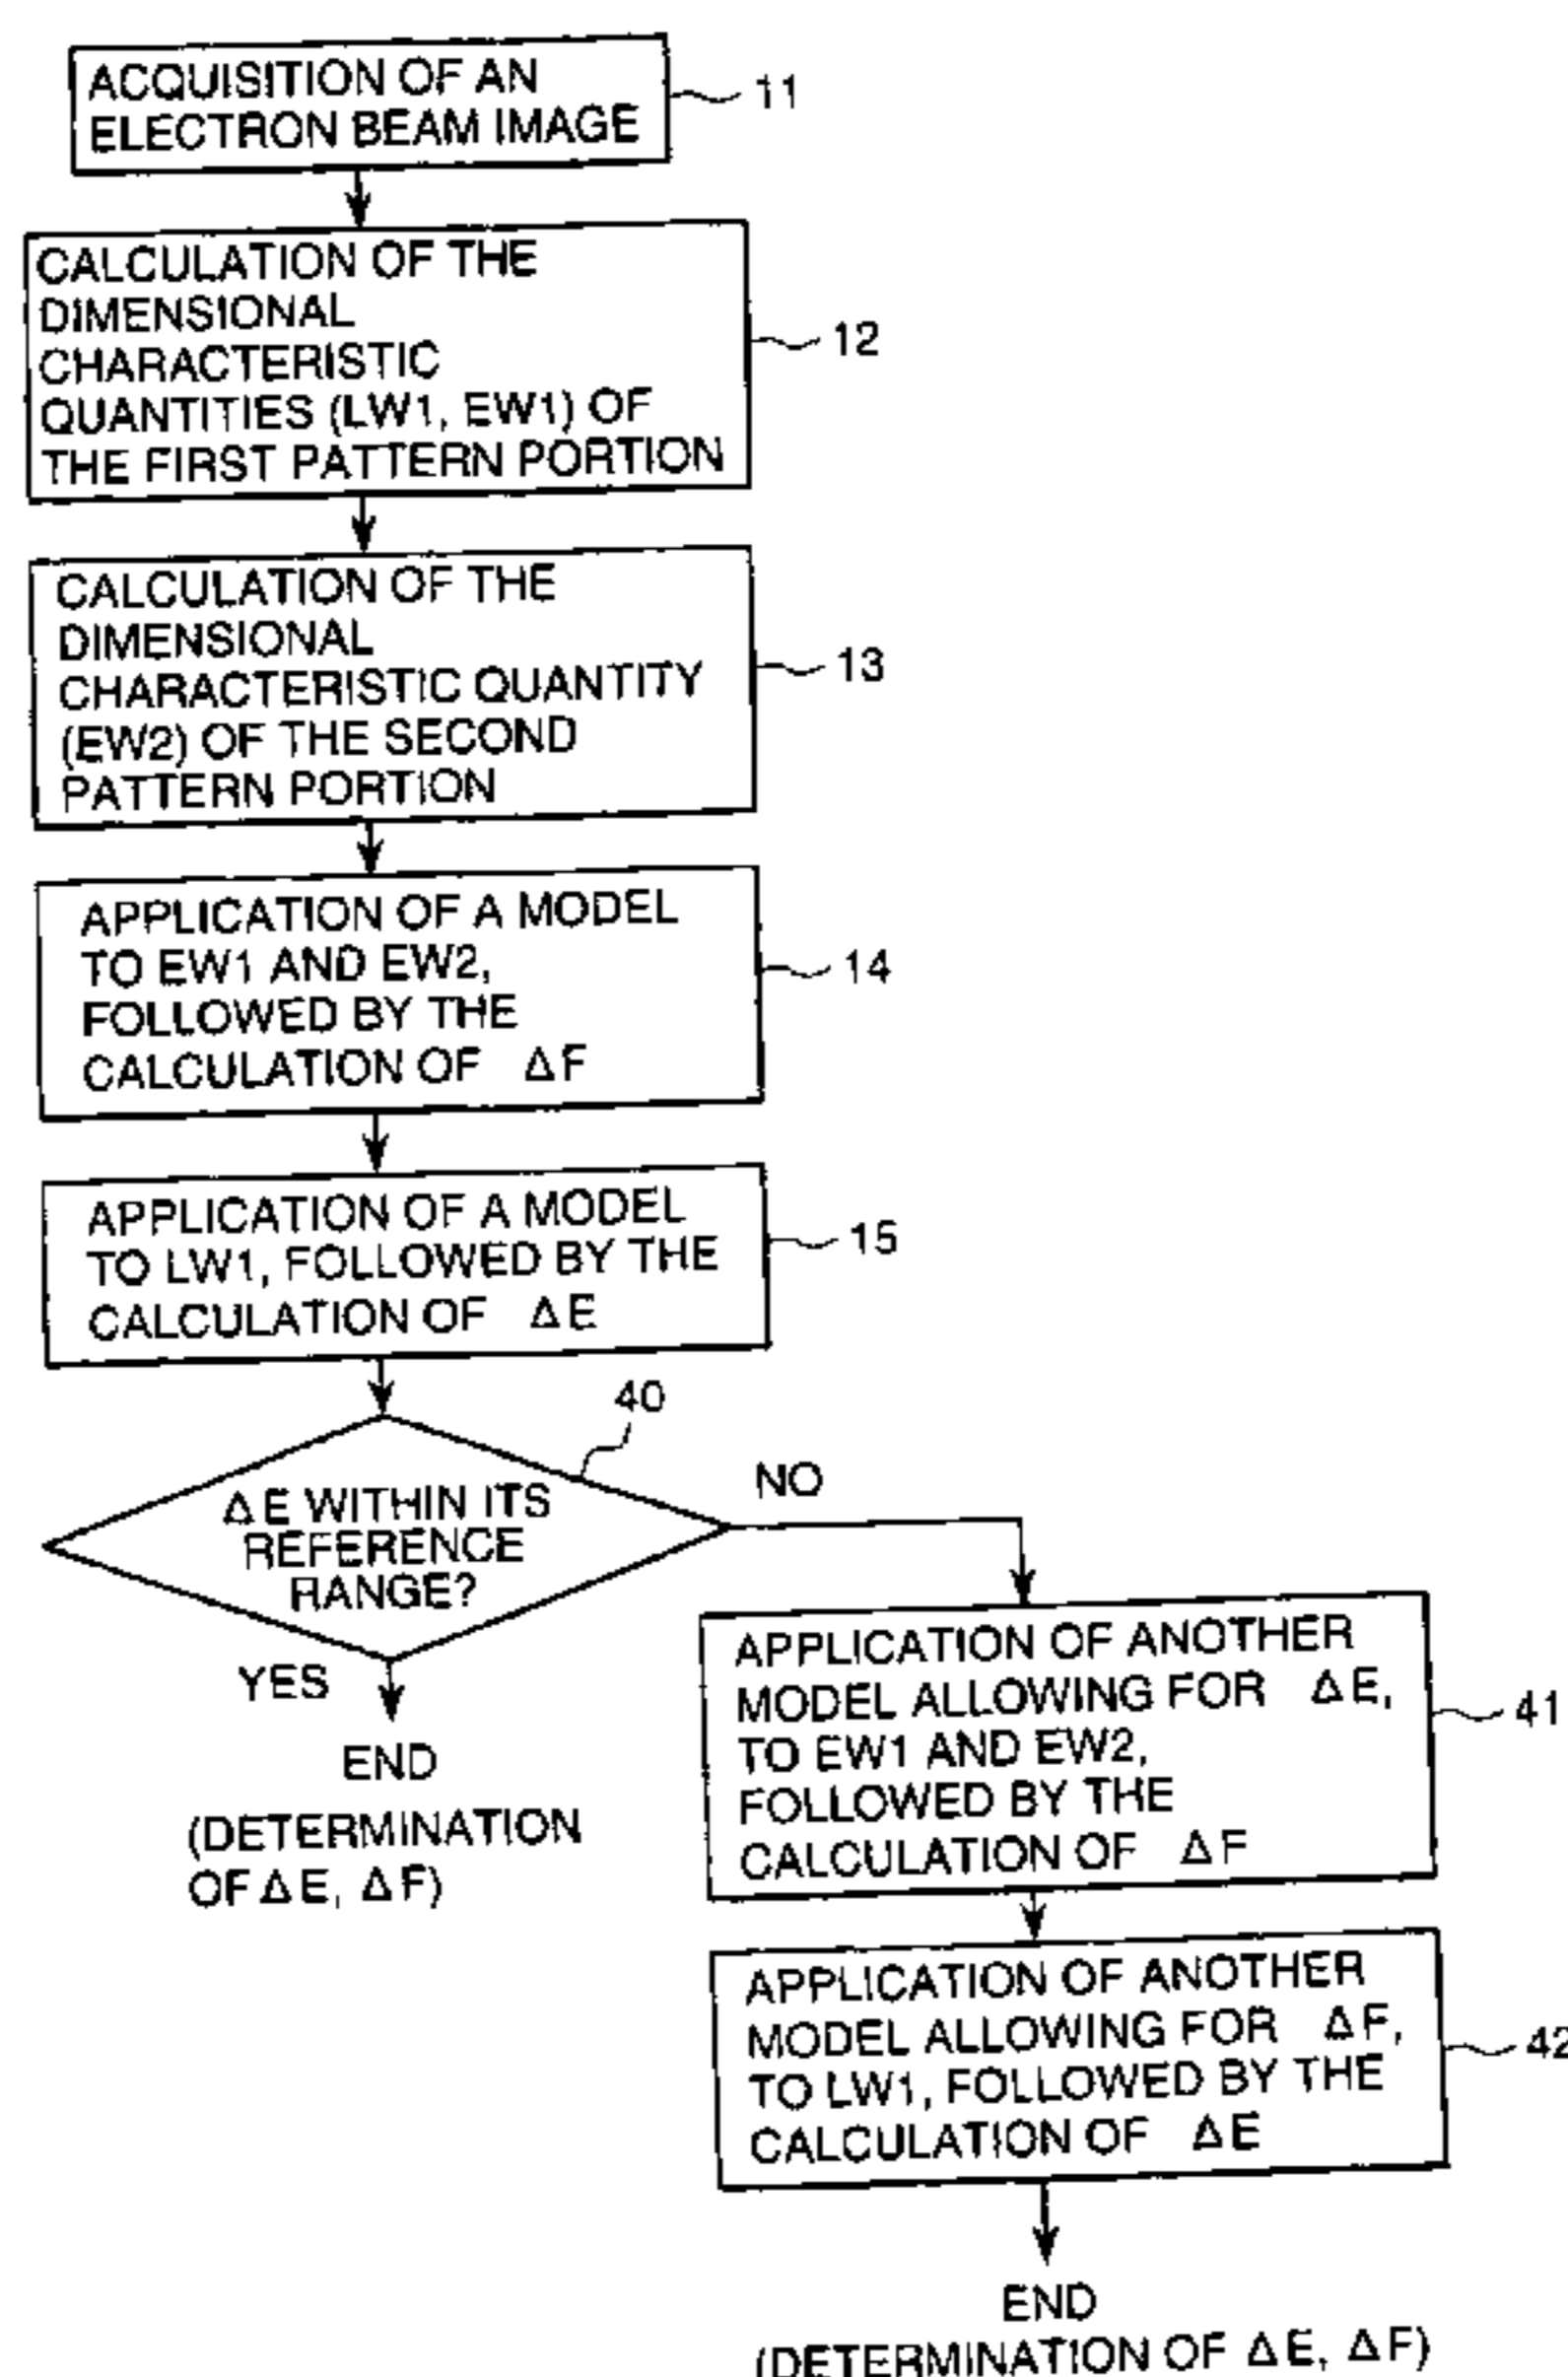 ACQUISITION OF AN
ELECTRON BEAM IMAGE
11
CALCULATION OF THE
DIMENSIONAL
CHARACTERISTIC
QUANTITIES (LW1, EW1) OF
THE FIRST PATTERN PORTION
12
CALCULATION OF THE
DIMENSIONAL
CHARACTERISTIC QUANTITY
(EW2) OF THE SECOND
PATTERN PORTION
13
APPLICATION OF A MODEL
TO EW1 AND EW2,
FOLLOWED BY THE
CALCULATION OF ΔF
14
APPLICATION OF A MODEL
TO LW1, FOLLOWED BY THE
CALCULATION OF ΔE
15
40
ΔE WITHIN ITS
REFERENCE
RANGE?
NO
YES
END
(DETERMINATION
OF ΔE, ΔF)
APPLICATION OF ANOTHER
MODEL ALLOWING FOR ΔE,
TO EW1 AND EW2,
FOLLOWED BY THE
CALCULATION OF ΔF
41
APPLICATION OF ANOTHER
MODEL ALLOWING FOR ΔF,
TO LW1, FOLLOWED BY THE
CALCULATION OF ΔE
42
END
(DETERMINATION OF ΔE, ΔF)